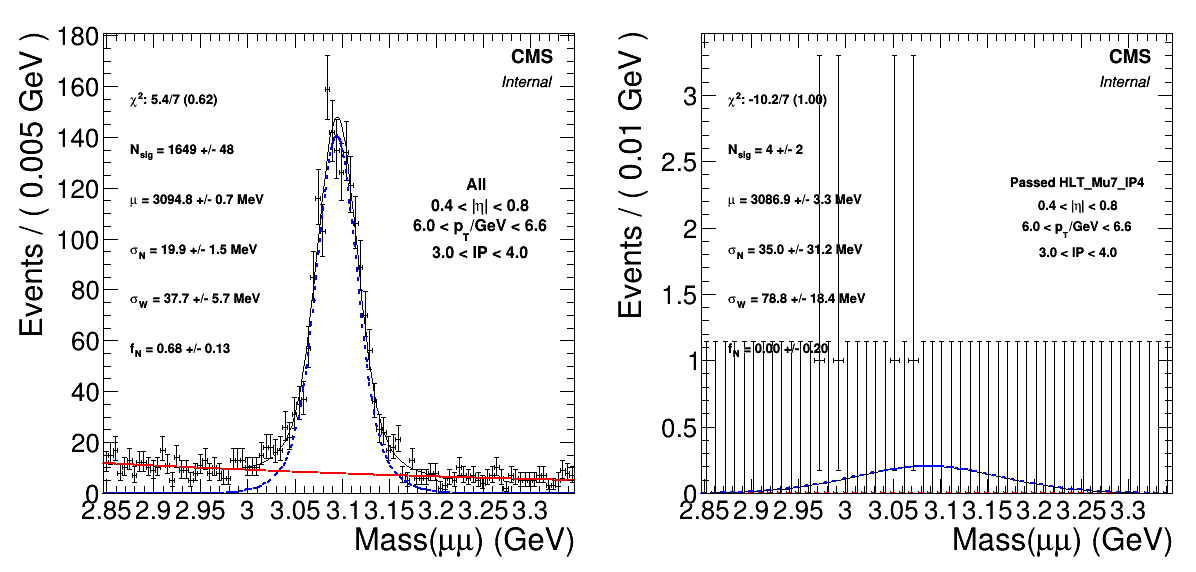 Events / ( 0.005 GeV )
180
160
140
120
100
80
60
40
20
0
CMS
Internal
χ²: 5.4/7 (0.62)
N_sig = 1649 +/- 48
μ = 3094.8 +/- 0.7 MeV
σ_N = 19.9 +/- 1.5 MeV
σ_W = 37.7 +/- 5.7 MeV
f_N = 0.68 +/- 0.13
All
0.4 < |η| < 0.8
6.0 < p_T/GeV < 6.6
3.0 < IP < 4.0
2.85 2.9 2.95 3 3.05 3.1 3.15 3.2 3.25 3.3
Mass(μμ) (GeV)
Events / ( 0.01 GeV )
3
2.5
2
1.5
1
0.5
0
CMS
Internal
χ²: -10.2/7 (1.00)
N_sig = 4 +/- 2
μ = 3086.9 +/- 3.3 MeV
σ_N = 35.0 +/- 31.2 MeV
σ_W = 78.8 +/- 18.4 MeV
f_N = 0.00 +/- 0.20
Passed HLT_Mu7_IP4
0.4 < |η| < 0.8
6.0 < p_T/GeV < 6.6
3.0 < IP < 4.0
2.85 2.9 2.95 3 3.05 3.1 3.15 3.2 3.25 3.3
Mass(μμ) (GeV)